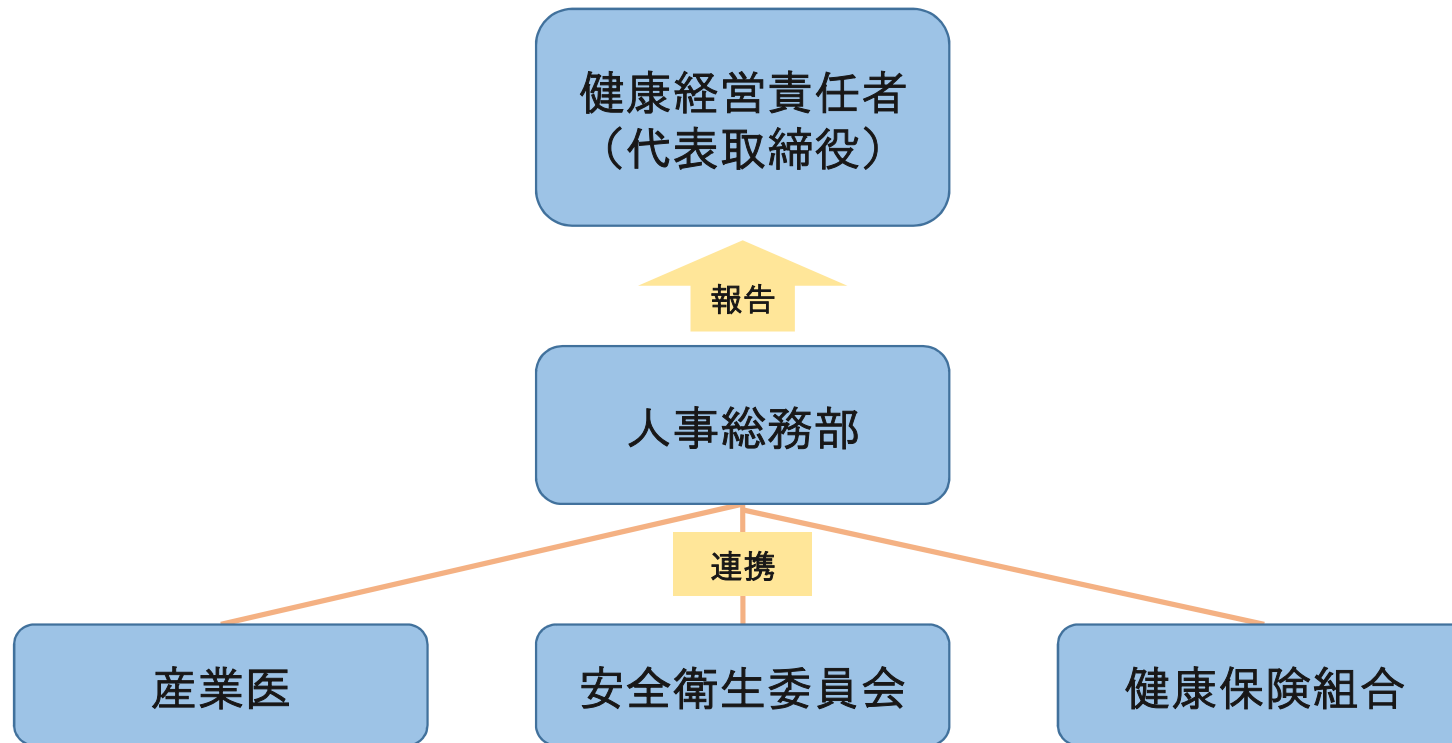 健康経営責任者
（代表取締役）
報告
人事総務部
連携
産業医
安全衛生委員会
健康保険組合